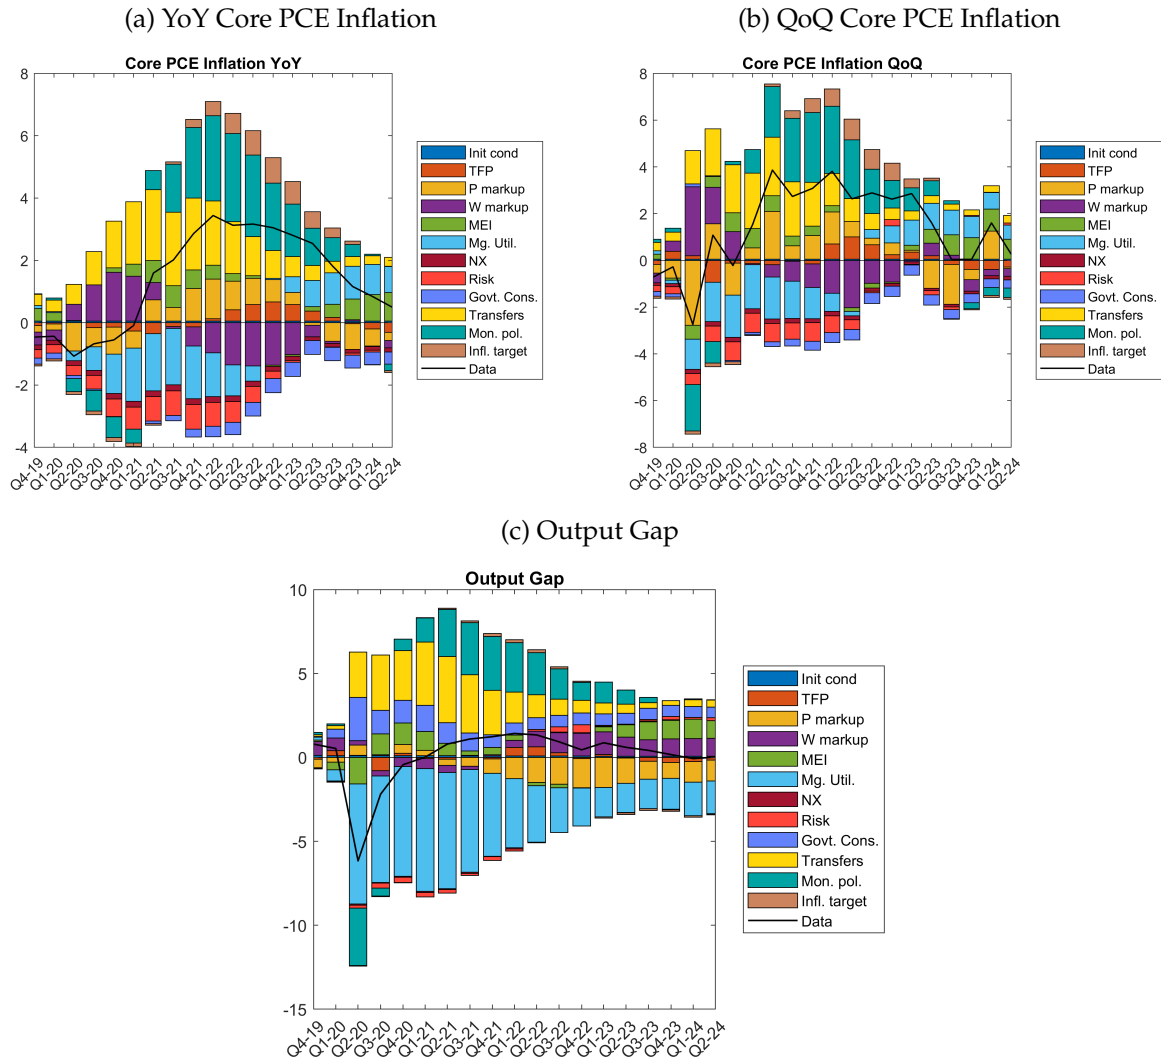 (a) YoY Core PCE Inflation
Core PCE Inflation YoY
8
6
4
2
0
-2
-4
Q4-19
Q1-20
Q2-20
Q3-20
Q4-20
Q1-21
Q2-21
Q3-21
Q4-21
Q1-22
Q2-22
Q3-22
Q4-22
Q1-23
Q2-23
Q3-23
Q4-23
Q1-24
Q2-24
Init cond
TFP
P markup
W markup
MEI
Mg. Util.
NX
Risk
Govt. Cons.
Transfers
Mon. pol.
Infl. target
Data
(b) QoQ Core PCE Inflation
Core PCE Inflation QoQ
8
6
4
2
0
-2
-4
-6
-8
Q4-19
Q1-20
Q2-20
Q3-20
Q4-20
Q1-21
Q2-21
Q3-21
Q4-21
Q1-22
Q2-22
Q3-22
Q4-22
Q1-23
Q2-23
Q3-23
Q4-23
Q1-24
Q2-24
Init cond
TFP
P markup
W markup
MEI
Mg. Util.
NX
Risk
Govt. Cons.
Transfers
Mon. pol.
Infl. target
Data
(c) Output Gap
Output Gap
10
5
0
-5
-10
-15
Q4-19
Q1-20
Q2-20
Q3-20
Q4-20
Q1-21
Q2-21
Q3-21
Q4-21
Q1-22
Q2-22
Q3-22
Q4-22
Q1-23
Q2-23
Q3-23
Q4-23
Q1-24
Q2-24
Init cond
TFP
P markup
W markup
MEI
Mg. Util.
NX
Risk
Govt. Cons.
Transfers
Mon. pol.
Infl. target
Data